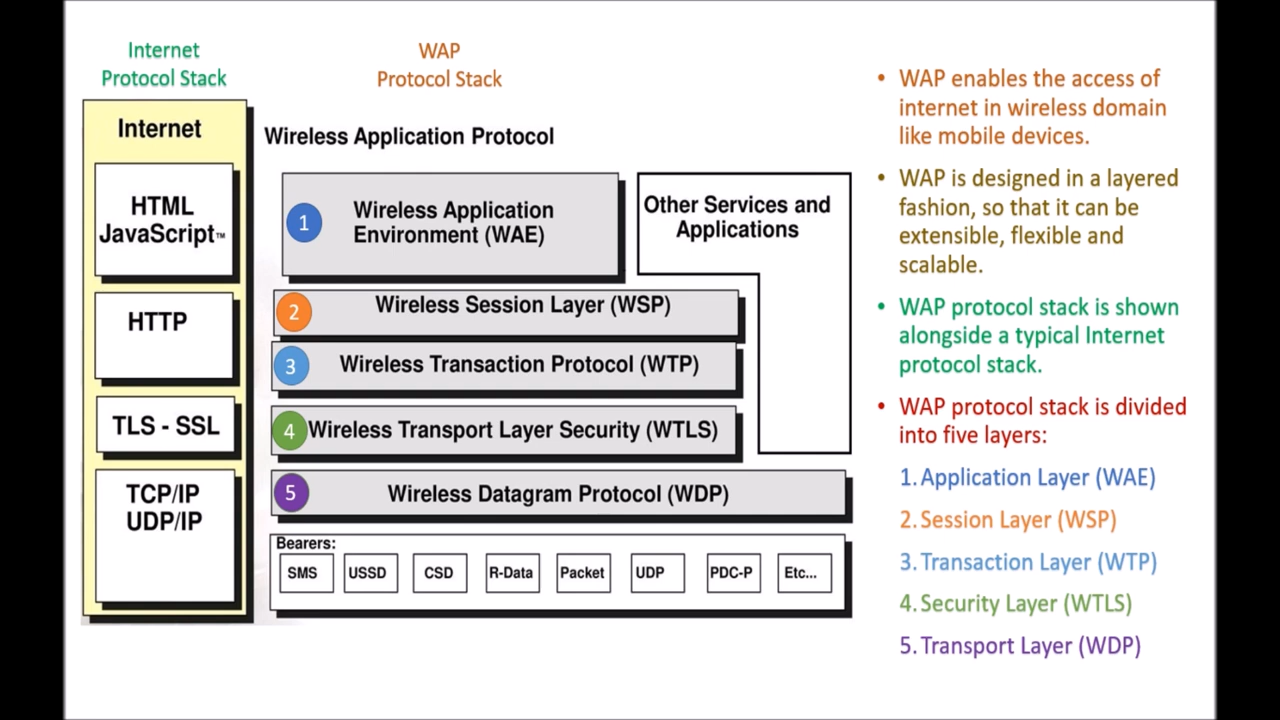 Internet
Protocol Stack
WAP
Protocol Stack
Internet
HTML
JavaScript™
HTTP
TLS - SSL
TCP/IP
UDP/IP
Wireless Application Protocol
1
Wireless Application
Environment (WAE)
Other Services and
Applications
2 Wireless Session Layer (WSP)
3 Wireless Transaction Protocol (WTP)
4 Wireless Transport Layer Security (WTLS)
5 Wireless Datagram Protocol (WDP)
Bearers:
SMS USSD CSD R-Data Packet UDP PDC-P Etc...
• WAP enables the access of
internet in wireless domain
like mobile devices.
• WAP is designed in a layered
fashion, so that it can be
extensible, flexible and
scalable.
• WAP protocol stack is shown
alongside a typical Internet
protocol stack.
• WAP protocol stack is divided
into five layers:
1. Application Layer (WAE)
2. Session Layer (WSP)
3. Transaction Layer (WTP)
4. Security Layer (WTLS)
5. Transport Layer (WDP)